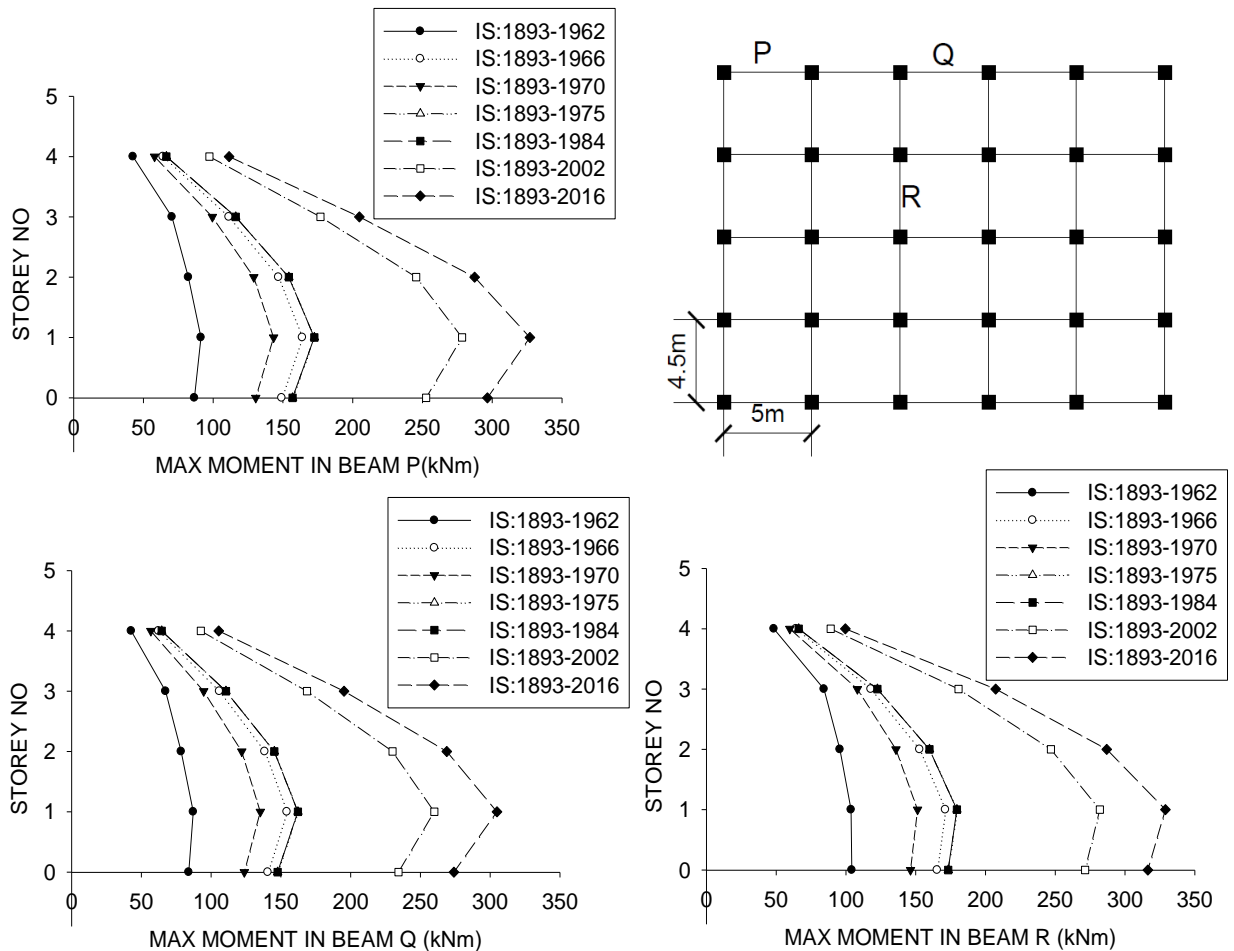 IS:1893-1962
IS:1893-1966
IS:1893-1970
IS:1893-1975
IS:1893-1984
IS:1893-2002
IS:1893-2016
5
4
3
2
1
0
STOREY NO
0 50 100 150 200 250 300 350
MAX MOMENT IN BEAM P(kNm)
P Q
R
4.5m
5m
IS:1893-1962
IS:1893-1966
IS:1893-1970
IS:1893-1975
IS:1893-1984
IS:1893-2002
IS:1893-2016
5
4
3
2
1
0
STOREY NO
0 50 100 150 200 250 300 350
MAX MOMENT IN BEAM Q (kNm)
IS:1893-1962
IS:1893-1966
IS:1893-1970
IS:1893-1975
IS:1893-1984
IS:1893-2002
IS:1893-2016
5
4
3
2
1
0
STOREY NO
0 50 100 150 200 250 300 350
MAX MOMENT IN BEAM R (kNm)